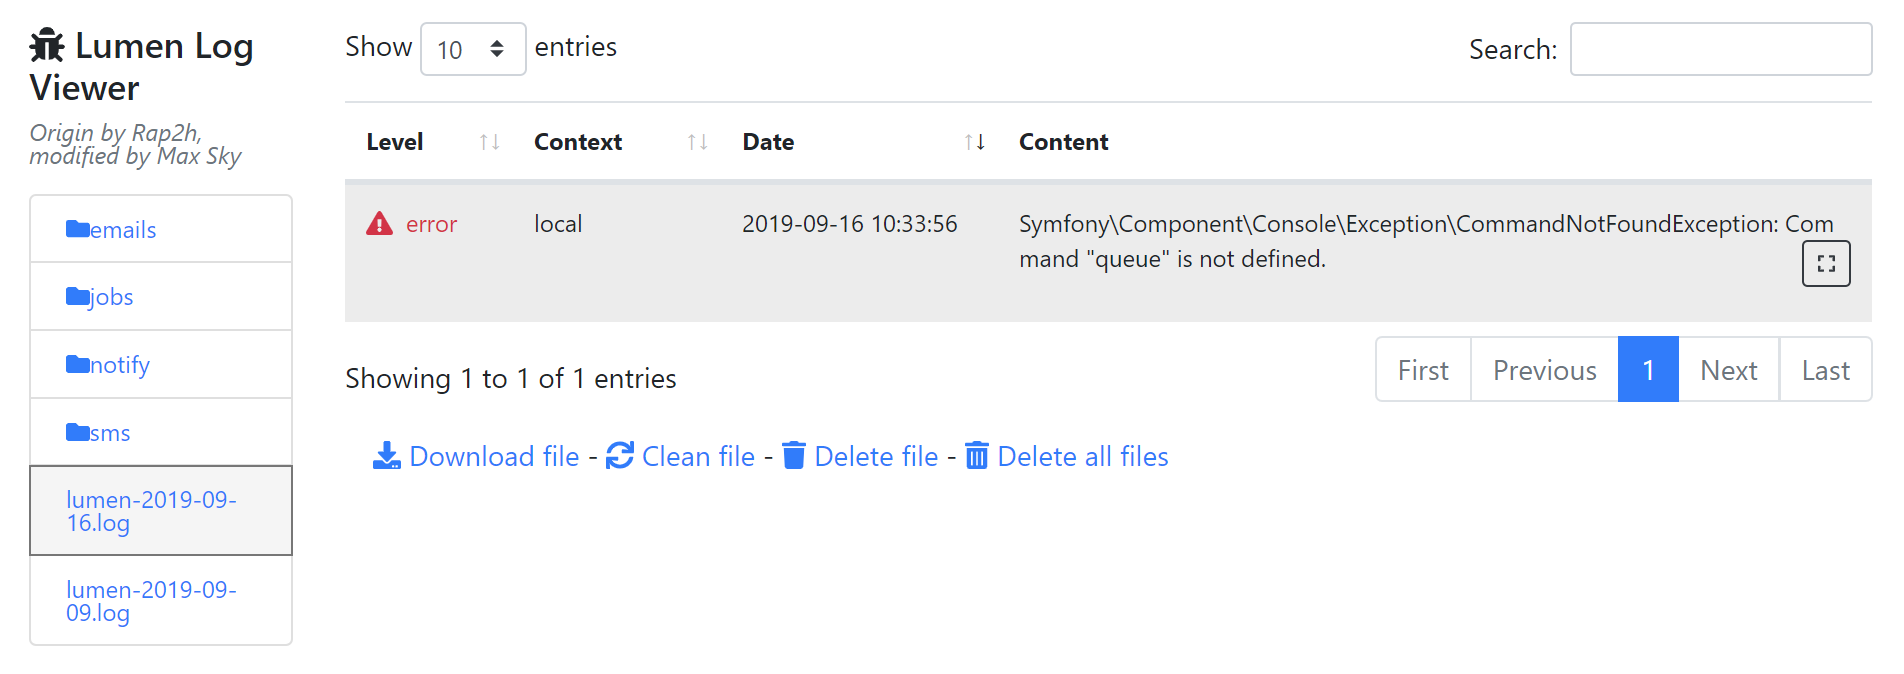 Lumen Log
Viewer
Origin by Rap2h,
modified by Max Sky
emails
jobs
notify
sms
lumen-2019-09-
16.log
lumen-2019-09-
09.log
Show 10 entries
Search:
Level Context Date Content
error local 2019-09-16 10:33:56 Symfony\Component\Console\Exception\CommandNotFoundException: Com
mand "queue" is not defined.
Showing 1 to 1 of 1 entries
First Previous 1 Next Last
Download file - Clean file - Delete file - Delete all files